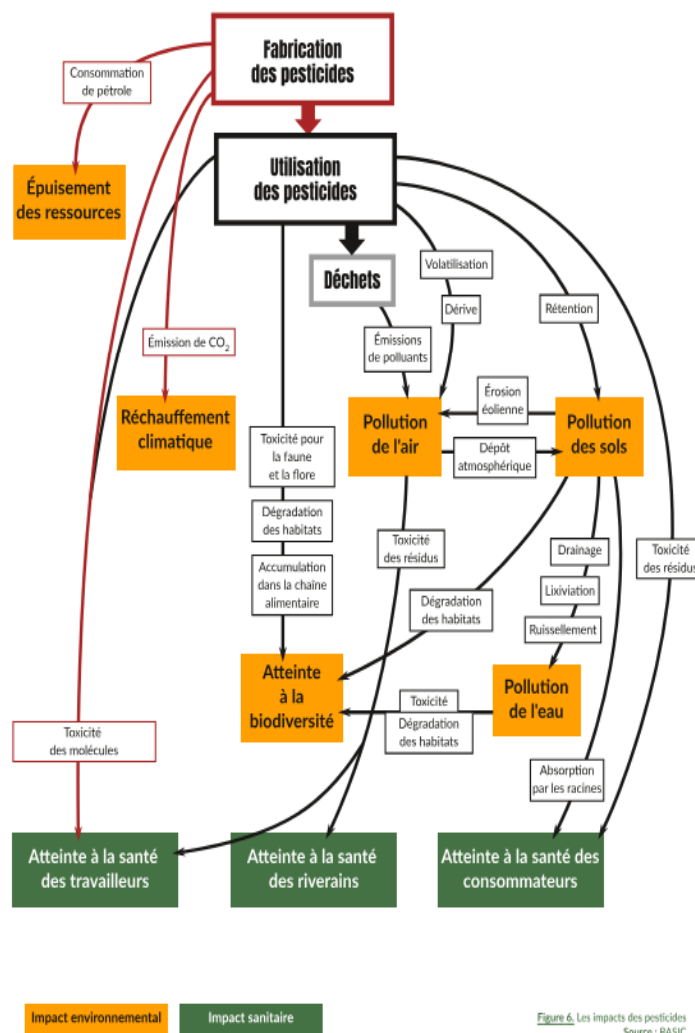 Fabrication
des pesticides
Consommation
de pétrole
Utilisation
des pesticides
Épuisement
des ressources
Déchets
Volatilisation
Dérive
Rétention
Émissions
de polluants
Émission de CO₂
Réchauffement
climatique
Pollution
de l'air
Érosion
éolienne
Dépôt
atmosphérique
Pollution
des sols
Toxicité pour
la faune
et la flore
Dégradation
des habitats
Accumulation
dans la chaîne
alimentaire
Toxicité
des résidus
Drainage
Lixiviation
Ruissellement
Toxicité
des résidus
Dégradation
des habitats
Atteinte
à la
biodiversité
Pollution
de l'eau
Toxicité
Dégradation
des habitats
Toxicité
des molécules
Absorption
par les racines
Atteinte à la santé
des travailleurs
Atteinte à la santé
des riverains
Atteinte à la santé des
consommateurs
Impact environnemental
Impact sanitaire
Figure 6. Les impacts des pesticides
Source : BASIC